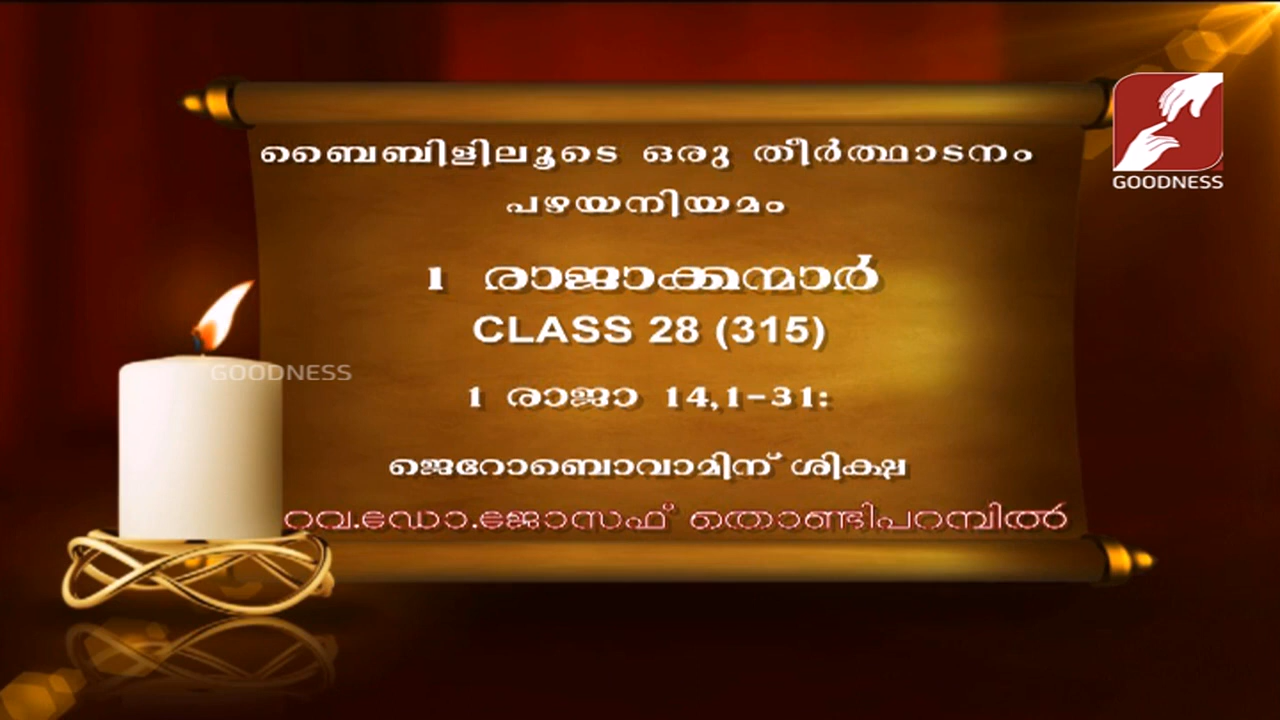 ബൈബിളിലൂടെ ഒരു തീർത്ഥാടനം
GOODNESS
പഴയനിയമം
1 രാജാക്കന്മാർ
CLASS 28 (315)
GOODNESS
1 രാജാ 14,1-31:
ജെറോബൊവാമിന് ശിക്ഷ
റവ.ഡോ.ജോസഫ് തൊണ്ടിപറമ്പിൽ